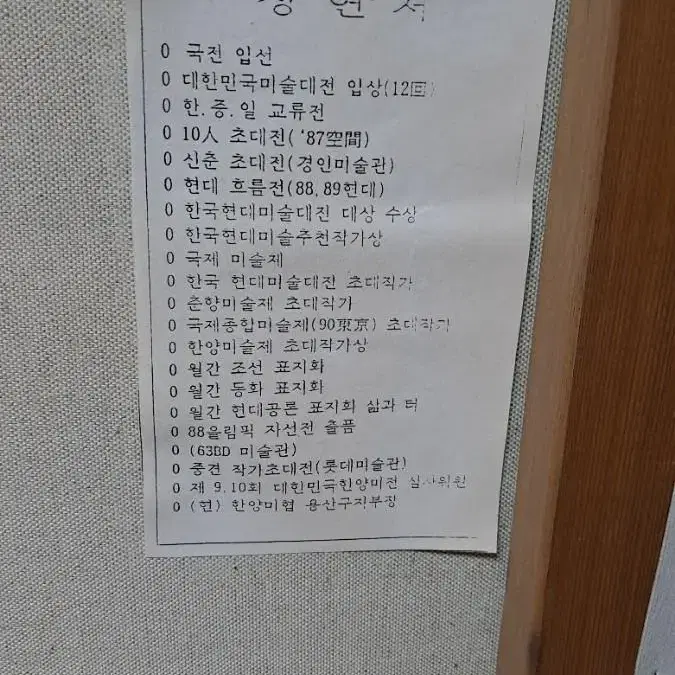 0 국전 입선
0 대한민국미술대전 입상(12回)
0 한.중.일 교류전
0 10人 초대전('87空間)
0 신춘 초대전(경인미술관)
0 현대 흐름전(88,89현대)
0 한국현대미술대전 대상 수상
0 한국현대미술추천작가상
0 국제 미술제
0 한국 현대미술대전 초대작가
0 춘향미술제 초대작가
0 국제종합미술제(90東京) 초대작가
0 한양미술제 초대작가상
0 월간 조선 표지화
0 월간 동화 표지화
0 월간 현대공론 표지화 삶과 터
0 88올림픽 자선전 출품
0 (63BD 미술관)
0 중견 작가초대전(롯데미술관)
0 제 9,10회 대한민국한양미전 심사위원
0 (현) 한양미협 용산구지부장